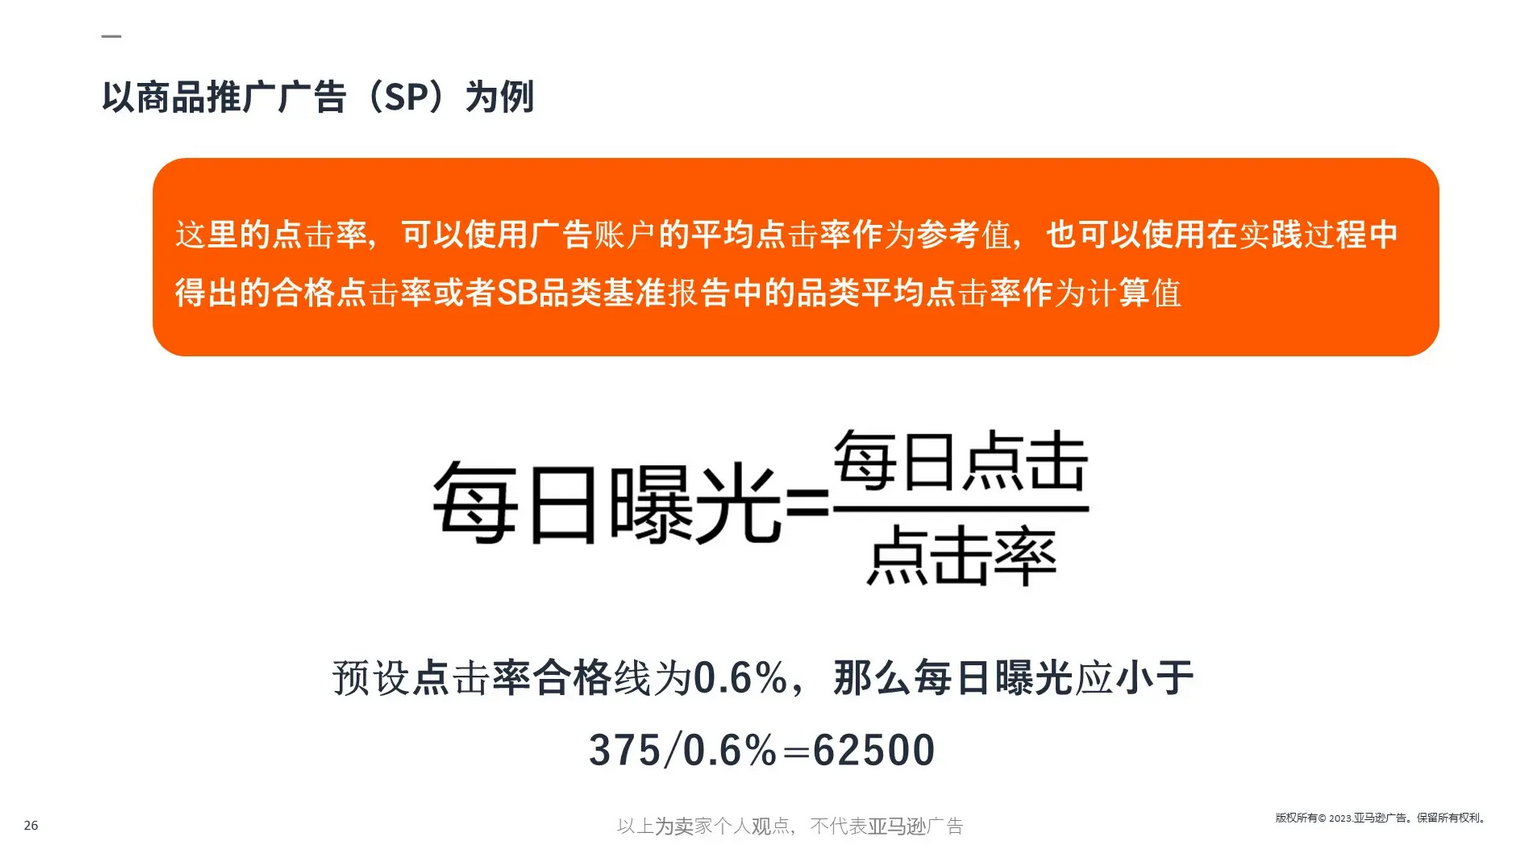 以商品推广广告（SP）为例
这里的点击率，可以使用广告账户的平均点击率作为参考值，也可以使用在实践过程中
得出的合格点击率或者SB品类基准报告中的品类平均点击率作为计算值
每日点击
每日曝光=
点击率
预设点击率合格线为0.6%，那么每日曝光应小于
375/0.6%=62500
26
以上为卖家个人观点，不代表亚马逊广告
版权所有© 2023.亚马逊广告。保留所有权利。